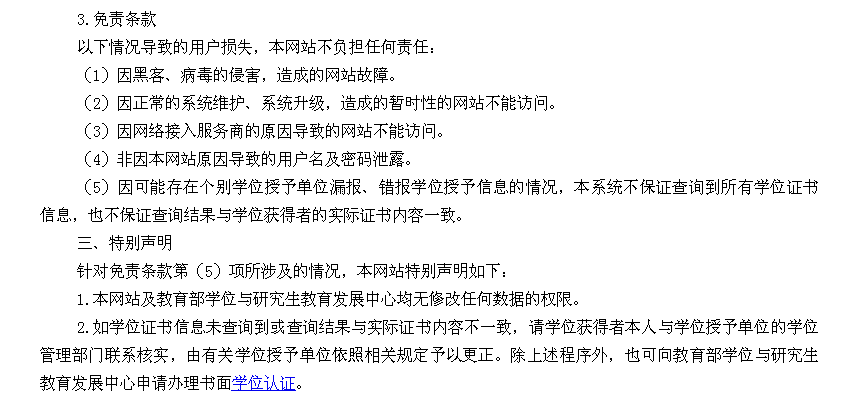 3.免责条款
以下情况导致的用户损失，本网站不负担任何责任：
（1）因黑客、病毒的侵害，造成的网站故障。
（2）因正常的系统维护、系统升级，造成的暂时性的网站不能访问。
（3）因网络接入服务商的原因导致的网站不能访问。
（4）非因本网站原因导致的用户名及密码泄露。
（5）因可能存在个别学位授予单位漏报、错报学位授予信息的情况，本系统不保证查询到所有学位证书
信息，也不保证查询结果与学位获得者的实际证书内容一致。
三、特别声明
针对免责条款第（5）项所涉及的情况，本网站特别声明如下：
1.本网站及教育部学位与研究生教育发展中心均无修改任何数据的权限。
2.如学位证书信息未查询到或查询结果与实际证书内容不一致，请学位获得者本人与学位授予单位的学位
管理部门联系核实，由有关学位授予单位依照相关规定予以更正。除上述程序外，也可向教育部学位与研究生
教育发展中心申请办理书面学位认证。